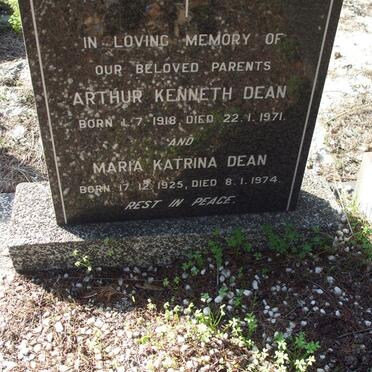 IN LOVING MEMORY OF
OUR BELOVED PARENTS
ARTHUR KENNETH DEAN
BORN 1.7.1918, DIED 22.1.1971.
AND
MARIA KATRINA DEAN
BORN 17.12.1925, DIED 8.1.1974.
REST IN PEACE.